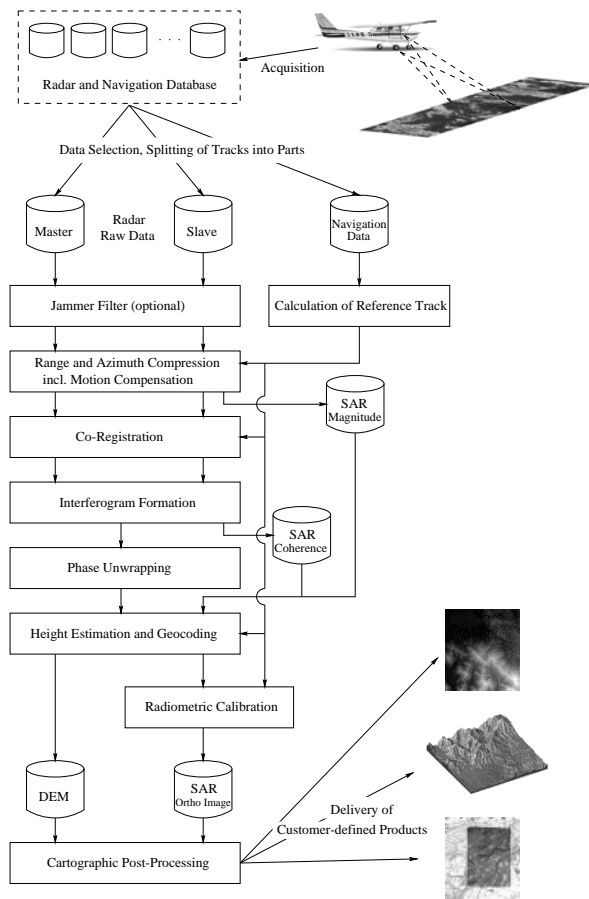 . . .
Radar and Navigation Database
Acquisition
Data Selection, Splitting of Tracks into Parts
Master
Radar
Raw Data
Slave
Navigation
Data
Jammer Filter (optional)
Calculation of Reference Track
Range and Azimuth Compression
incl. Motion Compensation
SAR
Magnitude
Co-Registration
Interferogram Formation
SAR
Coherence
Phase Unwrapping
Height Estimation and Geocoding
Radiometric Calibration
DEM
SAR
Ortho Image
Delivery of
Customer-defined Products
Cartographic Post-Processing